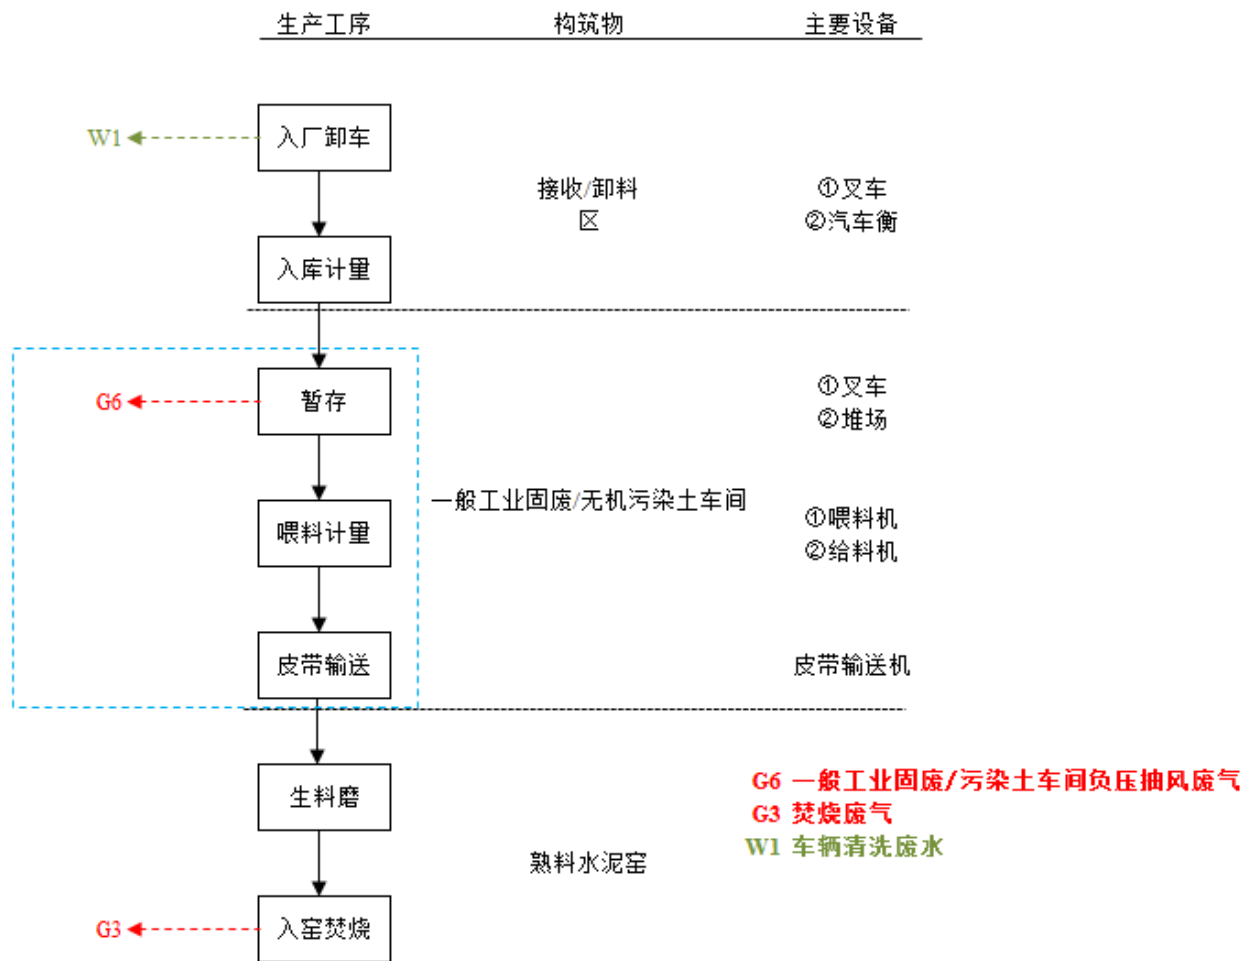 生产工序 构筑物 主要设备
W1
入厂卸车
接收/卸料
区
①叉车
②汽车衡
入库计量
G6
暂存
①叉车
②堆场
一般工业固废/无机污染土车间
喂料计量
①喂料机
②给料机
皮带输送
皮带输送机
生料磨
G6 一般工业固废/污染土车间负压抽风废气
G3 焚烧废气
W1 车辆清洗废水
熟料水泥窑
G3
入窑焚烧